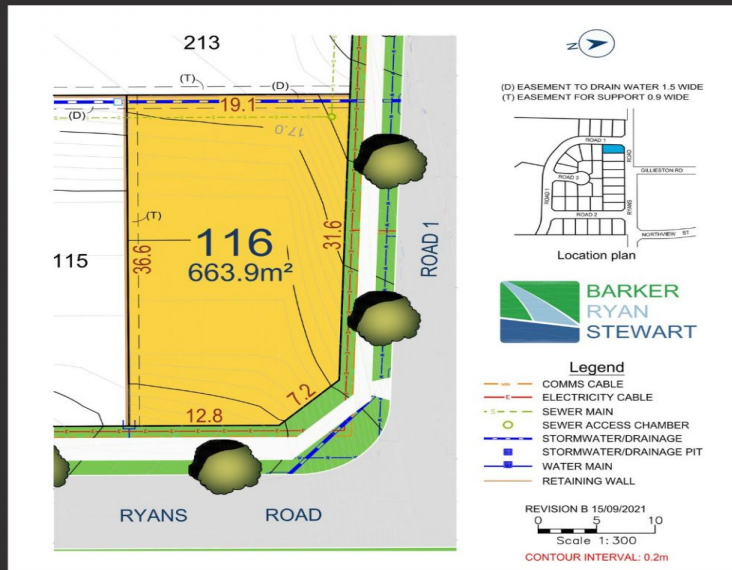 213
(T)
(D)
19.1
(D)
17.0
(T)
116
663.9m²
36.6
31.6
115
7.2
12.8
ROAD 1
RYANS ROAD
N
(D) EASEMENT TO DRAIN WATER 1.5 WIDE
(T) EASEMENT FOR SUPPORT 0.9 WIDE
ROAD 1
ROAD
GILLIESTON RD
ROAD 3
ROAD 1
RYANS
ROAD 2
NORTHVIEW ST
Location plan
BARKER
RYAN
STEWART
Legend
COMMS CABLE
E ELECTRICITY CABLE
S SEWER MAIN
SEWER ACCESS CHAMBER
STORMWATER/DRAINAGE
STORMWATER/DRAINAGE PIT
WATER MAIN
RETAINING WALL
REVISION B 15/09/2021
0 5 10
Scale 1: 300
CONTOUR INTERVAL: 0.2m